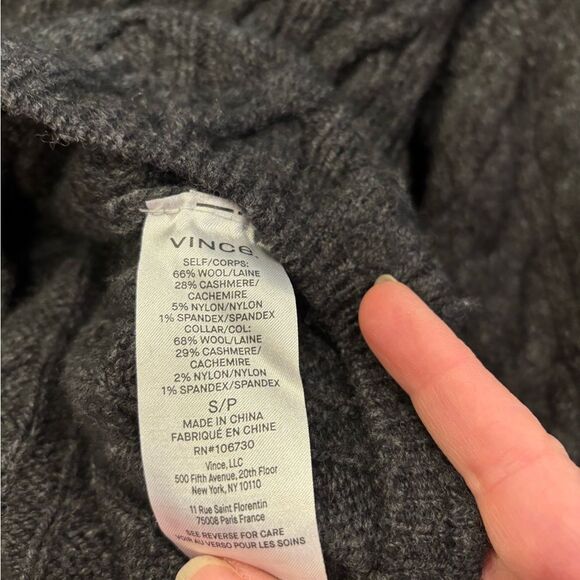 VINCE.
SELF/CORPS:
66% WOOL/LAINE
28% CASHMERE/
CACHEMIRE
5% NYLON/NYLON
1% SPANDEX/SPANDEX
COLLAR/COL:
68% WOOL/LAINE
29% CASHMERE/
CACHEMIRE
2% NYLON/NYLON
1% SPANDEX/SPANDEX
S/P
MADE IN CHINA
FABRIQUÉ EN CHINE
RN#106730
Vince, LLC
500 Fifth Avenue, 20th Floor
New York, NY 10110
11 Rue Saint Florentin
75008 Paris France
SEE REVERSE FOR CARE
VOIR AU VERSO POUR LES SOINS